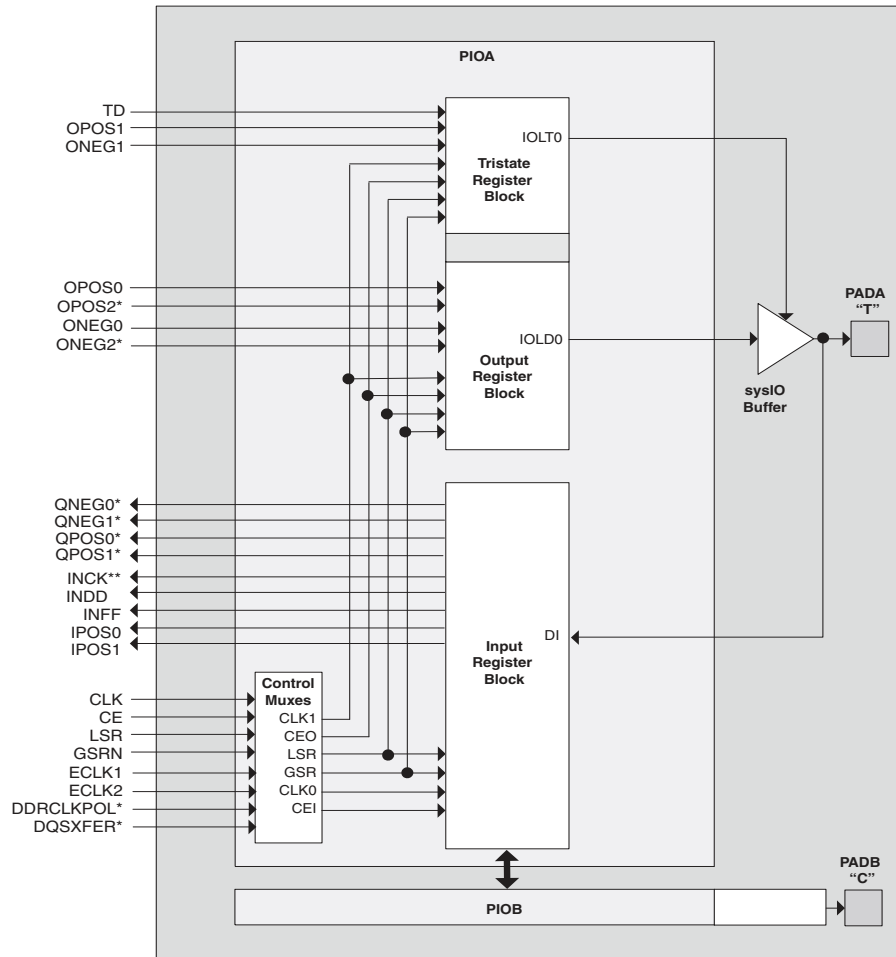 PIOA
TD
OPOS1
ONEG1
IOLT0
Tristate
Register
Block
OPOS0
OPOS2*
ONEG0
ONEG2*
IOLD0
Output
Register
Block
PADA
“T”
sysIO
Buffer
QNEG0*
QNEG1*
QPOS0*
QPOS1*
INCK**
INDD
INFF
IPOS0
IPOS1
DI
Input
Register
Block
Control
Muxes
CLK
CE
LSR
GSRN
ECLK1
ECLK2
DDRCLKPOL*
DQSXFER*
CLK1
CEO
LSR
GSR
CLK0
CEI
PADB
“C”
PIOB